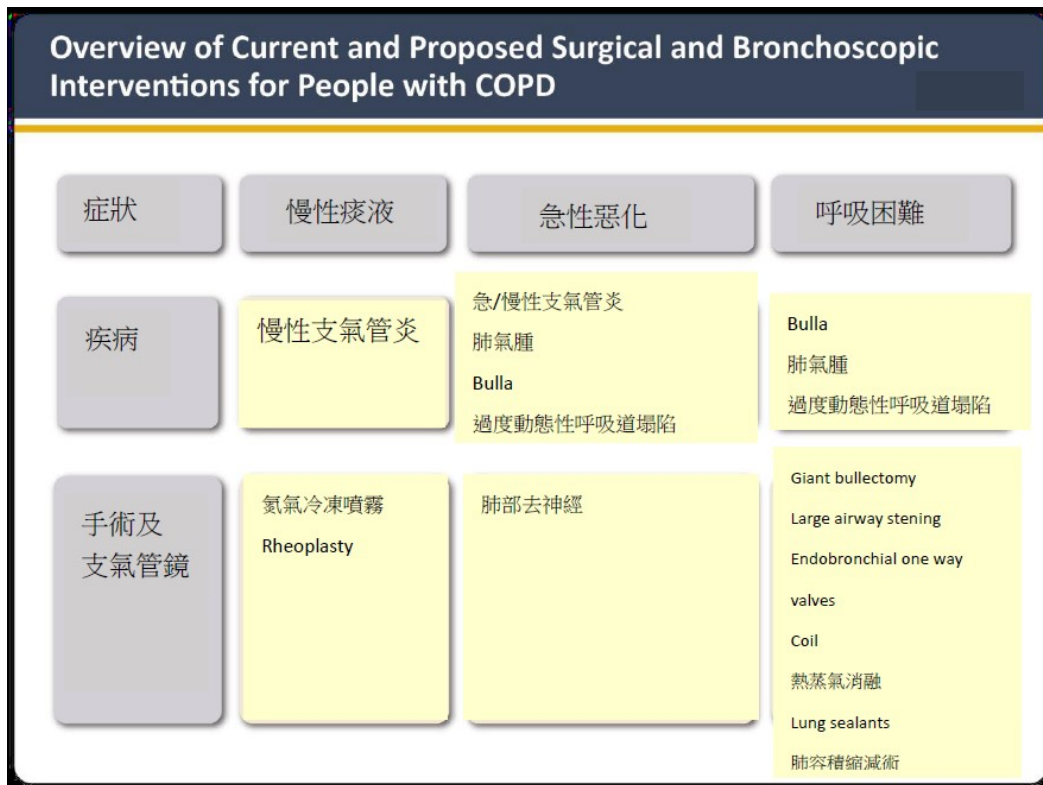 Overview of Current and Proposed Surgical and Bronchoscopic
Interventions for People with COPD
症狀
慢性痰液
急性惡化
呼吸困難
疾病
慢性支氣管炎
急/慢性支氣管炎
肺氣腫
Bulla
過度動態性呼吸道塌陷
Bulla
肺氣腫
過度動態性呼吸道塌陷
手術及
支氣管鏡
氮氣冷凍噴霧
Rheoplasty
肺部去神經
Giant bullectomy
Large airway stening
Endobronchial one way
valves
Coil
熱蒸氣消融
Lung sealants
肺容積縮減術